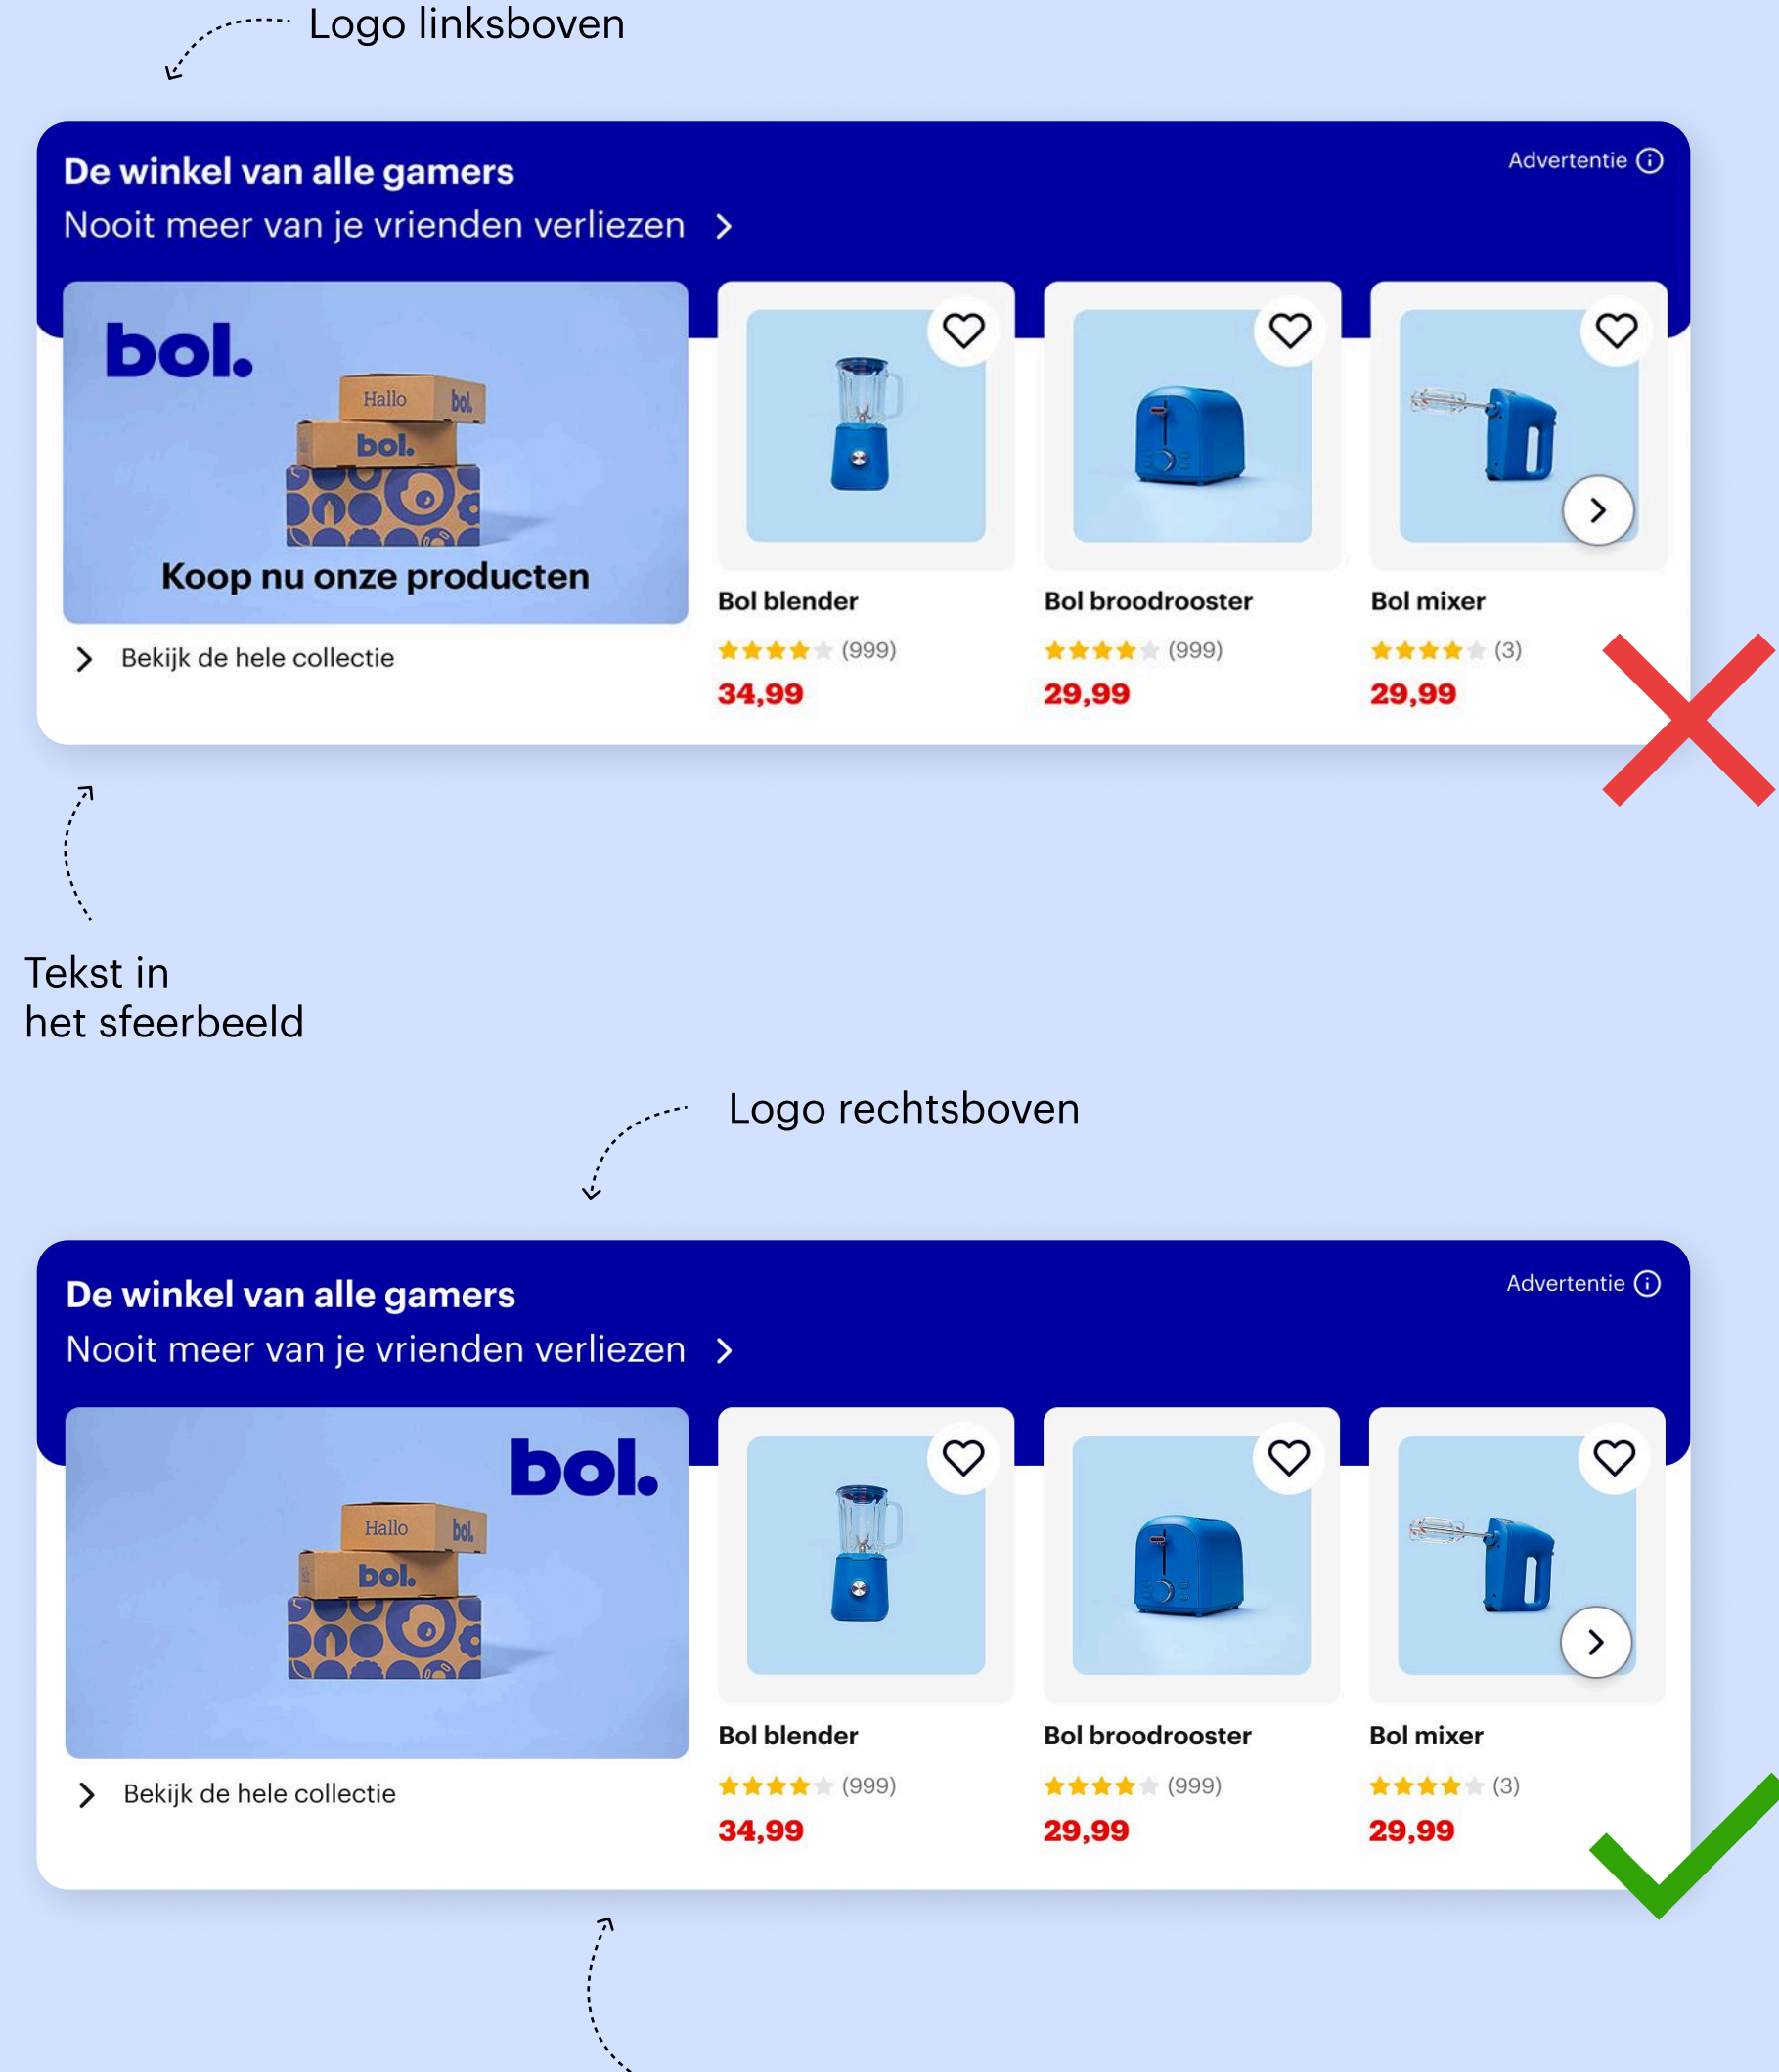 Logo linksboven
De winkel van alle gamers
Advertentie
Nooit meer van je vrienden verliezen
bol.
Hallo
bol.
bol.
Koop nu onze producten
Bekijk de hele collectie
Bol blender
(999)
34,99
Bol broodrooster
(999)
29,99
Bol mixer
(3)
29,99
Tekst in
het sfeerbeeld
Logo rechtsboven
De winkel van alle gamers
Advertentie
Nooit meer van je vrienden verliezen
bol.
Hallo
bol.
bol.
Bekijk de hele collectie
Bol blender
(999)
34,99
Bol broodrooster
(999)
29,99
Bol mixer
(3)
29,99